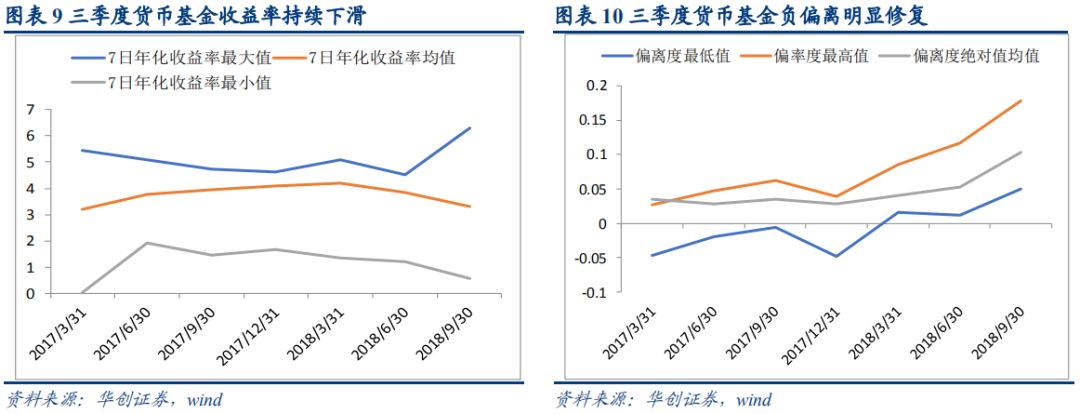 图表 9 三季度货币基金收益率持续下滑
7日年化收益率最大值 7日年化收益率均值
7日年化收益率最小值
7
6
5
4
3
2
1
0
2017/3/31 2017/6/30 2017/9/30 2017/12/31 2018/3/31 2018/6/30 2018/9/30
资料来源：华创证券，wind
图表 10 三季度货币基金负偏离明显修复
偏离度最低值 偏率度最高值 偏离度绝对值均值
0.2
0.15
0.1
0.05
0
-0.05
-0.1
2017/3/31 2017/6/30 2017/9/30 2017/12/31 2018/3/31 2018/6/30 2018/9/30
资料来源：华创证券，wind